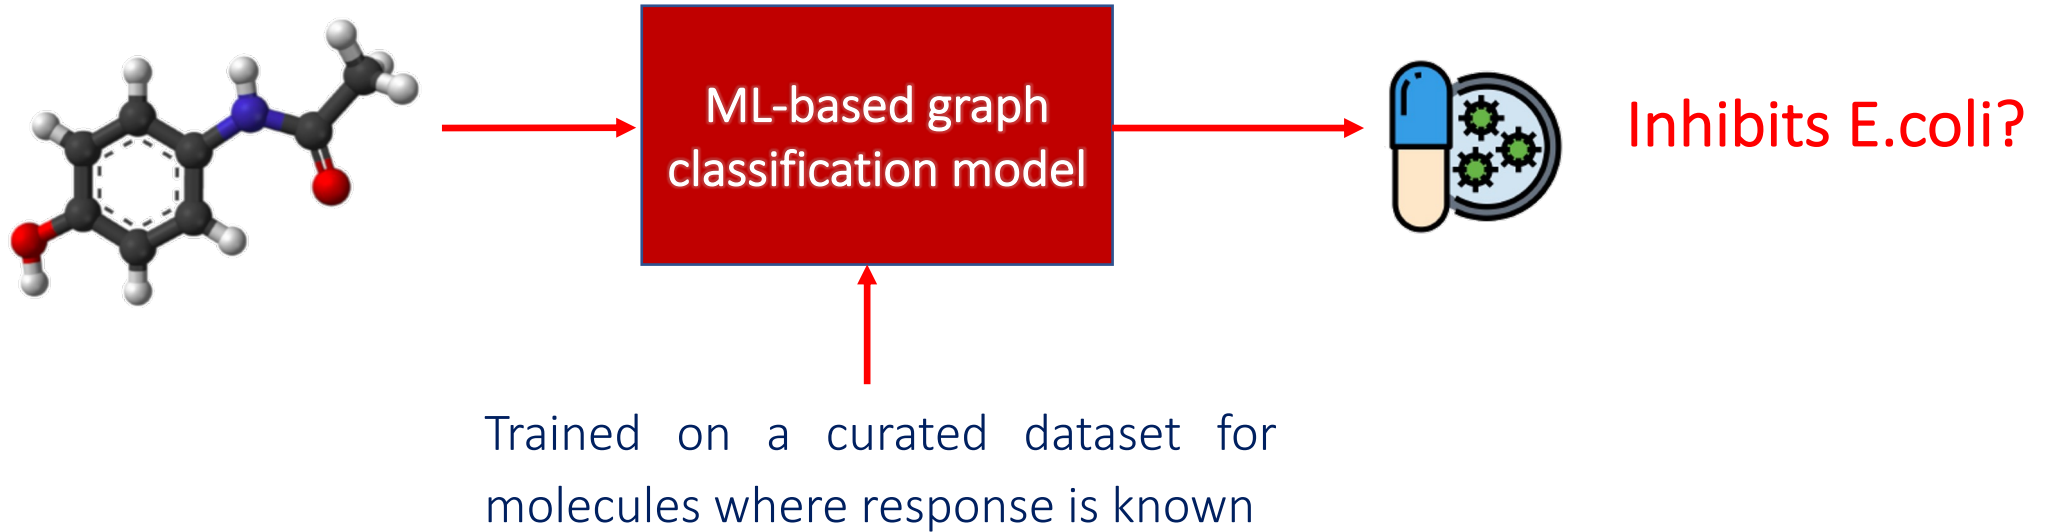 ML-based graph
classification model
Inhibits E.coli?
Trained on a curated dataset for
molecules where response is known